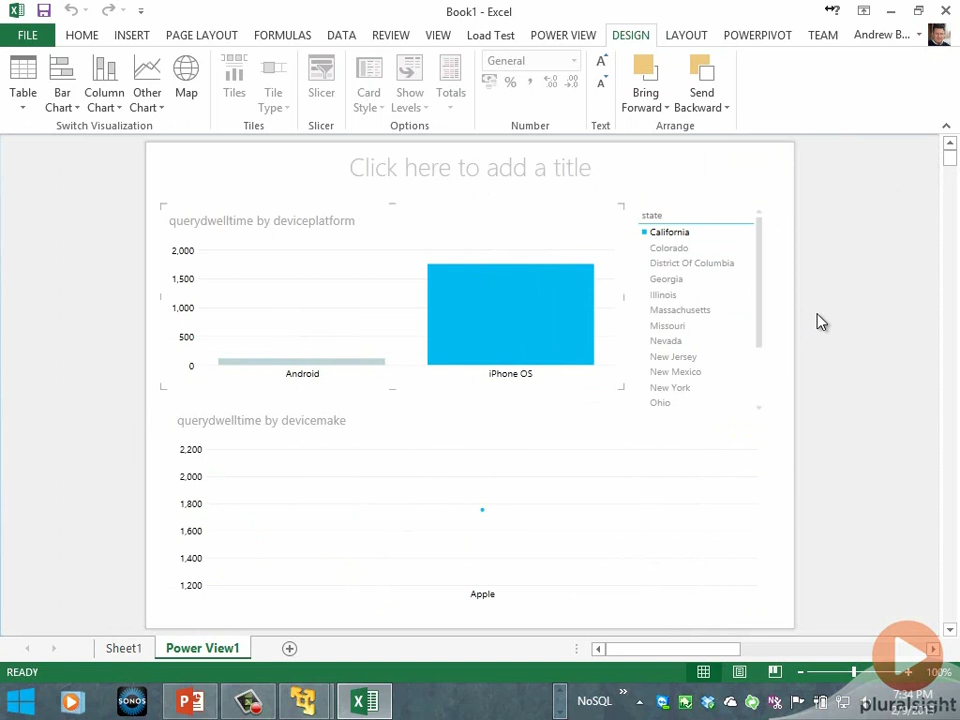 Book1 - Excel
FILE HOME INSERT PAGE LAYOUT FORMULAS DATA REVIEW VIEW Load Test POWER VIEW DESIGN LAYOUT POWERPIVOT TEAM Andrew B...
General
Table Bar Chart Column Chart Other Chart Map Tiles Tile Type Slicer Card Style Show Levels Totals Bring Forward Send Backward
Switch Visualization Tiles Slicer Options Number Text Arrange
Click here to add a title
querydwelltime by deviceplatform
2,000
1,500
1,000
500
0
Android iPhone OS
state
California
Colorado
District Of Columbia
Georgia
Illinois
Massachusetts
Missouri
Nevada
New Jersey
New Mexico
New York
Ohio
querydwelltime by devicemake
2,200
2,000
1,800
1,600
1,400
1,200
Apple
Sheet1 Power View1
READY 100%
SONOS NoSQL 7:34 PM
pluralsight